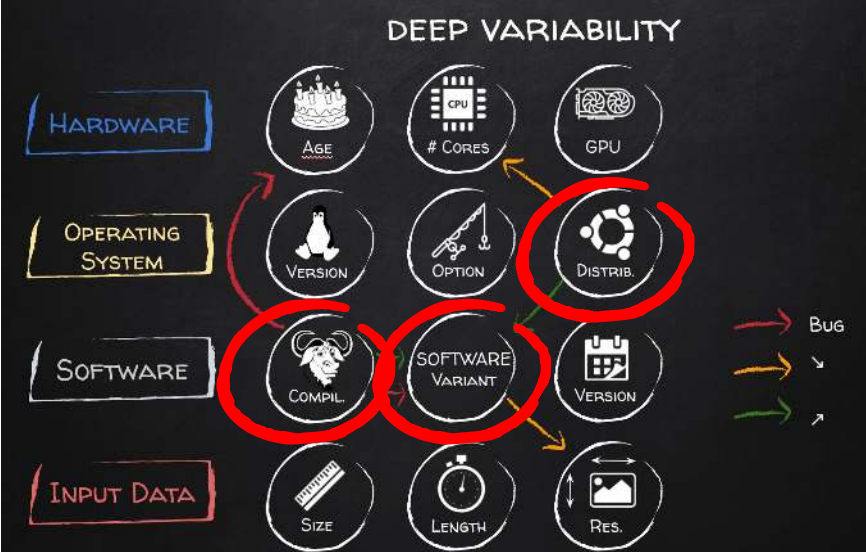 DEEP VARIABILITY
HARDWARE
AGE
CPU
# CORES
GPU
OPERATING
SYSTEM
VERSION
OPTION
DISTRIB.
SOFTWARE
COMPIL.
SOFTWARE
VARIANT
VERSION
BUG
↘
↗
INPUT DATA
SIZE
LENGTH
RES.